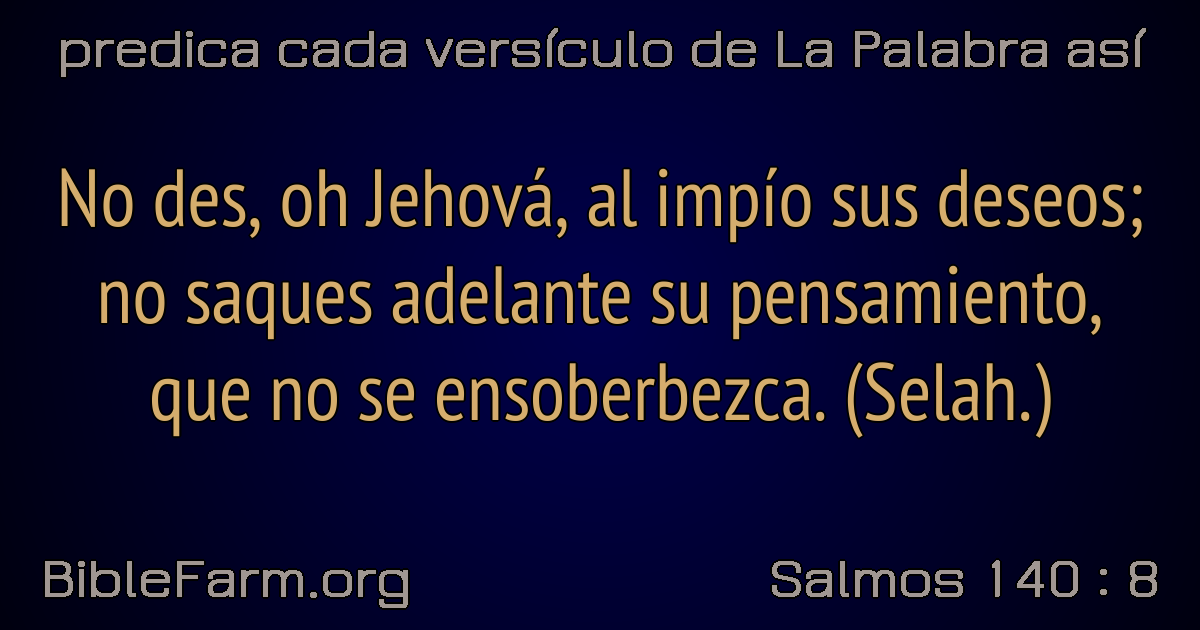 predica cada versículo de La Palabra así
No des, oh Jehová, al impío sus deseos;
no saques adelante su pensamiento,
que no se ensoberbezca. (Selah.)
BibleFarm.org
Salmos 140 : 8